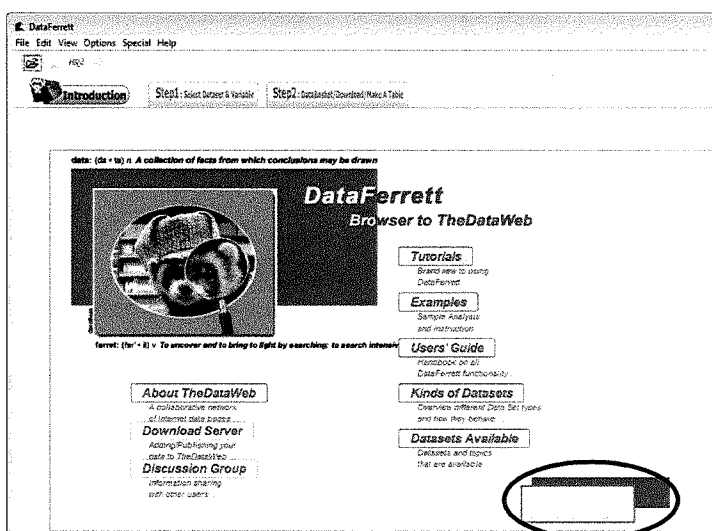 DataFerrett
File Edit View Options Special Help
Introduction
Step1: Select Dataset & Variable
Step2: DataBasket/Download/Make A Table
data: (da • ta) n A collection of facts from which conclusions may be drawn
DataFerrett
Browser to TheDataWeb
Tutorials
Brand new to using
DataFerrett
Examples
Sample Analysis
and instruction
ferret: (fer' • it) v To uncover and to bring to light by searching: to search intensiv
Users' Guide
Handbook on all
DataFerrett functionality
About TheDataWeb
A collaborative network
of internet data bases ...
Download Server
Adding/Publishing your
data to TheDataWeb ...
Discussion Group
Information sharing
with other users ...
Kinds of Datasets
Overview different Data Set types
and how they behave ...
Datasets Available
Datasets and topics
that are available